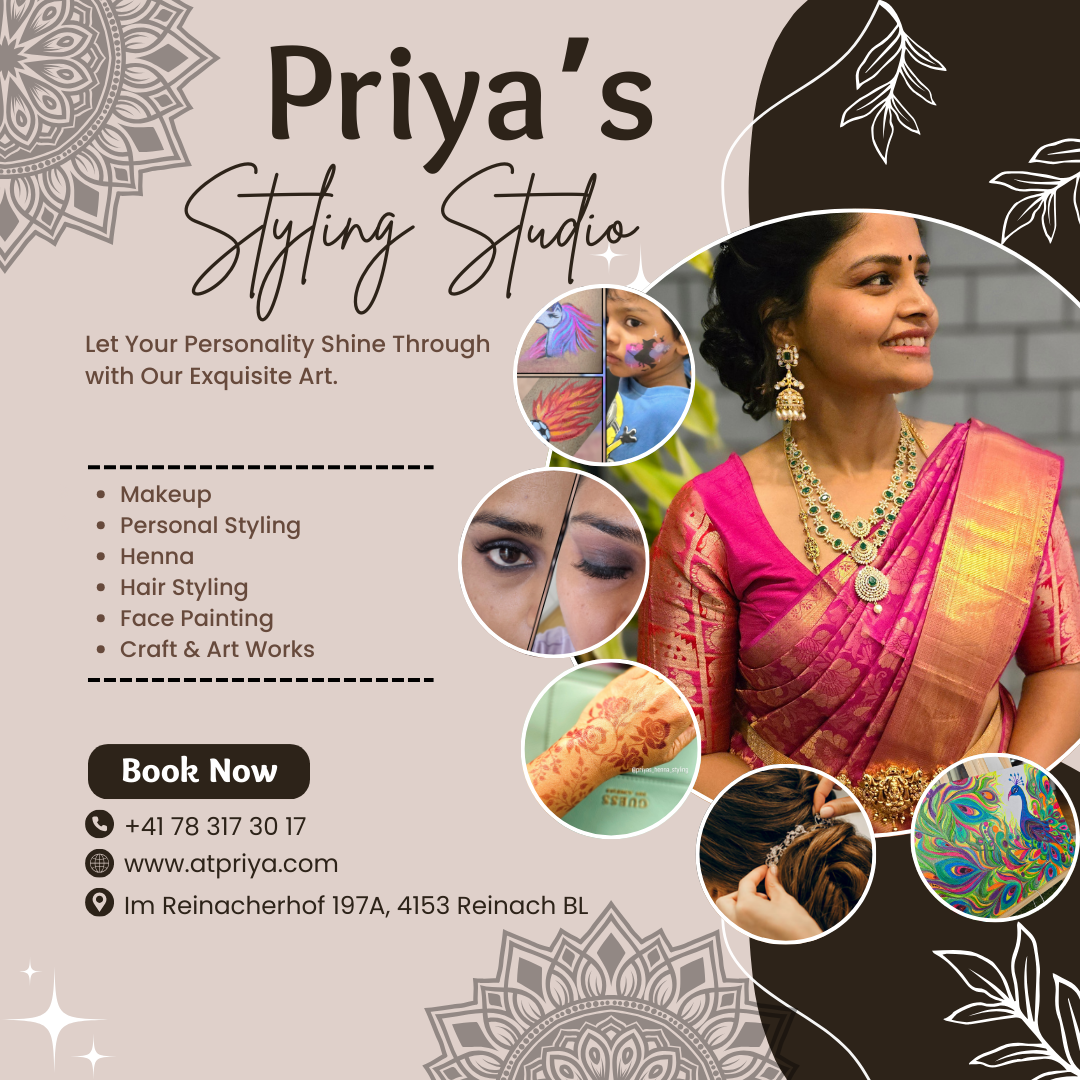 Priya's
Styling Studio
Let Your Personality Shine Through
with Our Exquisite Art.
Makeup
Personal Styling
Henna
Hair Styling
Face Painting
Craft & Art Works
Book Now
+41 78 317 30 17
www.atpriya.com
Im Reinacherhof 197A, 4153 Reinach BL
GUESS